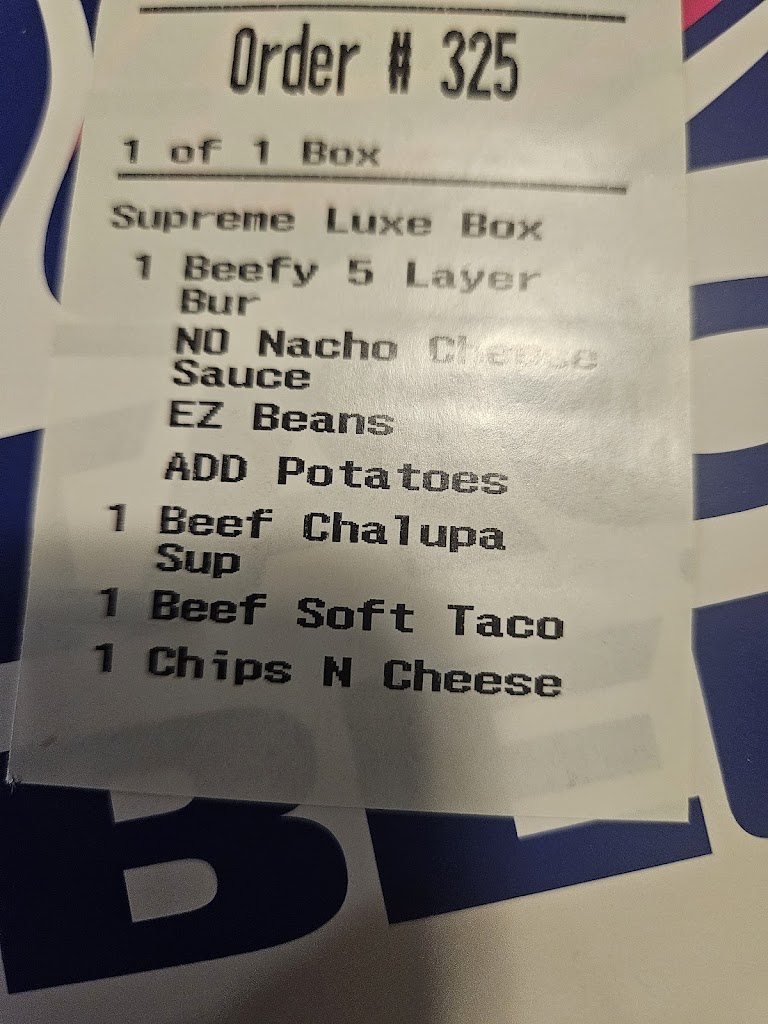 Order # 325
1 of 1 Box
Supreme Luxe Box
1 Beefy 5 Layer
Bur
NO Nacho Cheese
Sauce
EZ Beans
ADD Potatoes
1 Beef Chalupa
Sup
1 Beef Soft Taco
1 Chips N Cheese